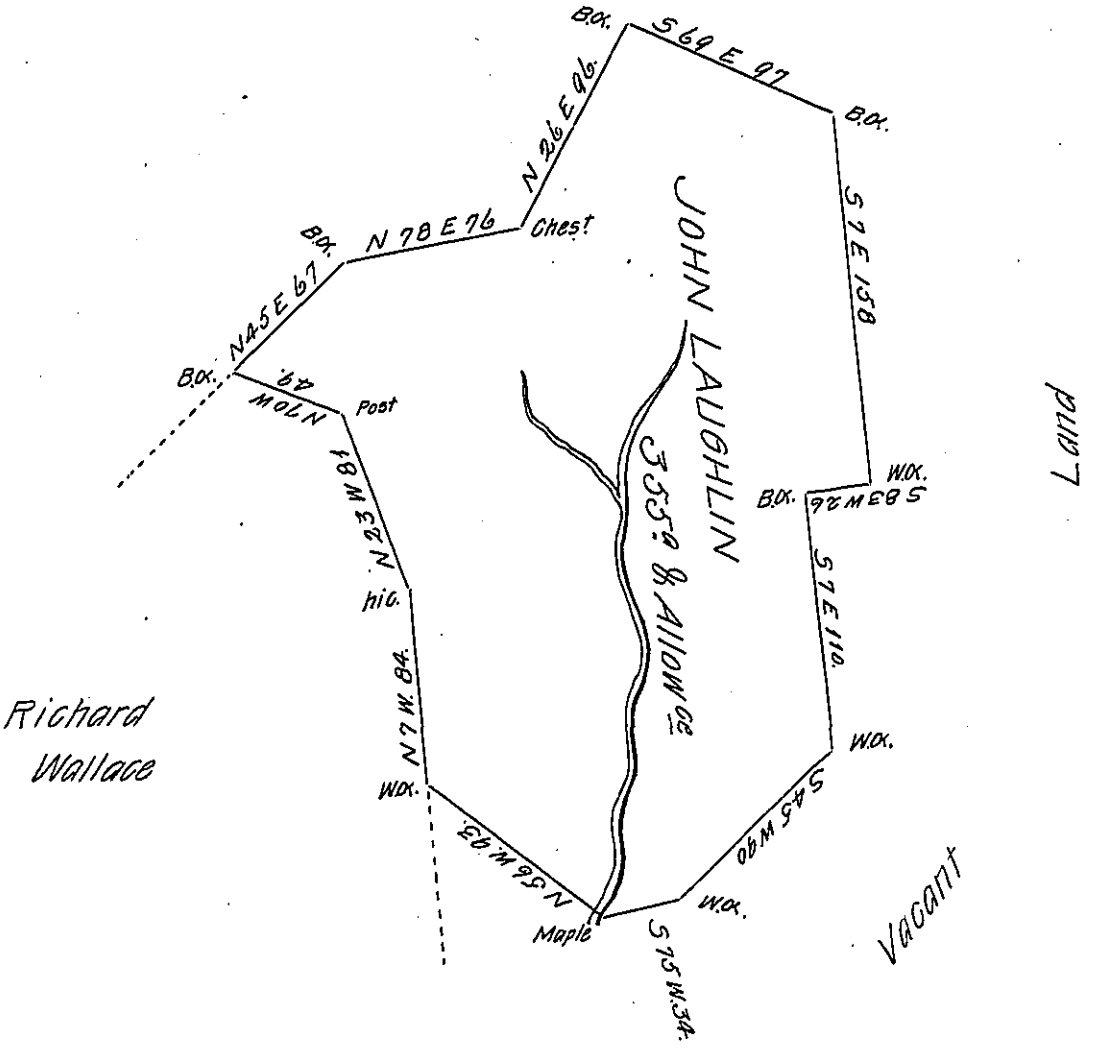 B.O.
S 69 E 97
B.O.
S 7 E 158
W.O.
S 83 W 26
B.O.
S 7 E 110.
W.O.
S 45 W 90
W.O.
S 75 W. 34.
Maple
N 56 W. 93.
W.O.
N 7 W. 84.
hic.
N 23 W 81
Post
N 70 W
49.
B.O.
N 45 E 67
B.O.
N 78 E 76
Chest
N 26 E 96.
JOHN LAUGHLIN
355ª & Allowce
Richard
Wallace
Vacant
Land